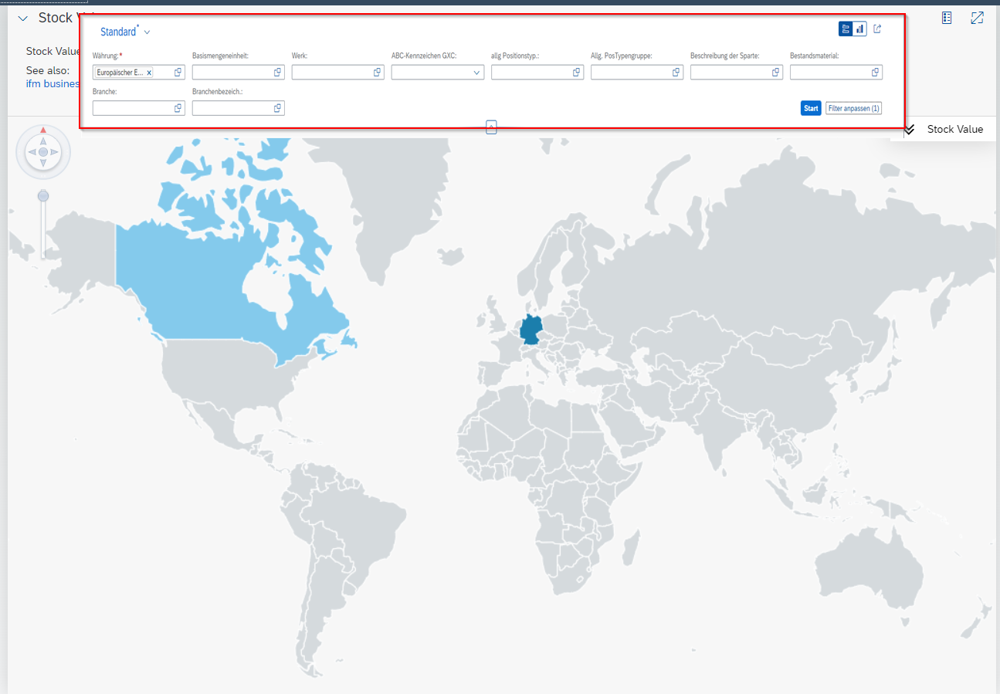 Stock
Standard*
Stock Value
Währung:*
Basismengeneinheit:
Werk:
ABC-Kennzeichen GXC:
allg Positionstyp.:
Allg. PosTypengruppe:
Beschreibung der Sparte:
Bestandsmaterial:
See also:
Europäischer E... x
ifm busines
Branche:
Branchenbezeich.:
Start
Filter anpassen (1)
Stock Value